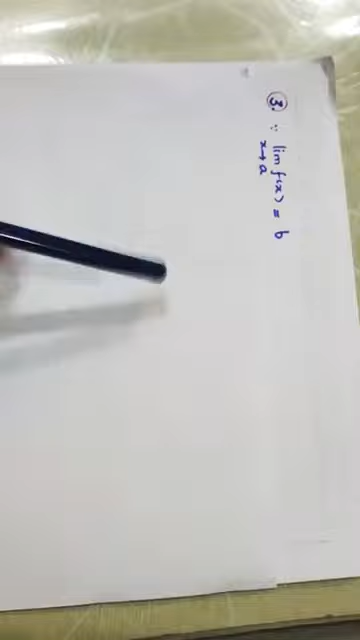 ③. ∵ lim f(x) = b
x→a